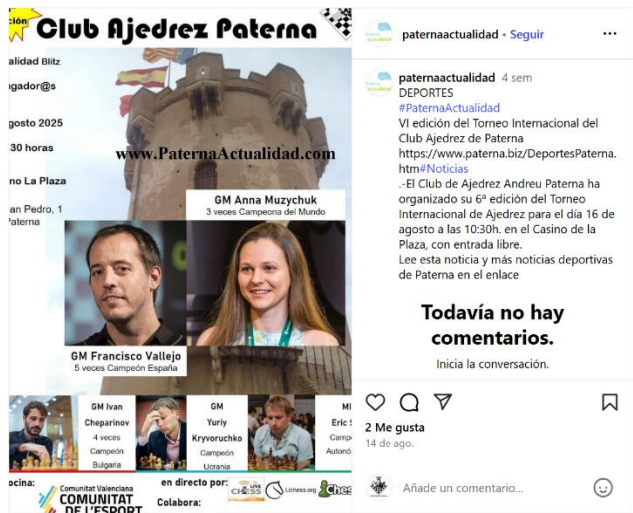 ción
Club Ajedrez Paterna
alidad Blitz
ugador@s
gosto 2025
30 horas
no La Plaza
an Pedro, 1
Paterna
www.PaternaActualidad.com
GM Anna Muzychuk
3 veces Campeona del Mundo
GM Francisco Vallejo
5 veces Campeón España
GM Ivan
Cheparinov
4 veces
Campeón
Bulgaria
GM
Yuriy
Kryvoruchko
Campeón
Ucrania
MI
Eric S
Campe
Autonó
ocina:
Comunitat Valenciana
COMUNITAT
DE L'ESPORT
en directo por:
Colabora:
LIVE
CHESS
Lichess.org
Ches
paternaactualidad • Seguir
paternaactualidad 4 sem
DEPORTES
#PaternaActualidad
VI edición del Torneo Internacional del
Club Ajedrez de Paterna
https://www.paterna.biz/DeportesPaterna.
htm#Noticias
.-El Club de Ajedrez Andreu Paterna ha
organizado su 6ª edición del Torneo
Internacional de Ajedrez para el día 16 de
agosto a las 10:30h. en el Casino de la
Plaza, con entrada libre.
Lee esta noticia y más noticias deportivas
de Paterna en el enlace
Todavía no hay
comentarios.
Inicia la conversación.
2 Me gusta
14 de ago.
Añade un comentario...